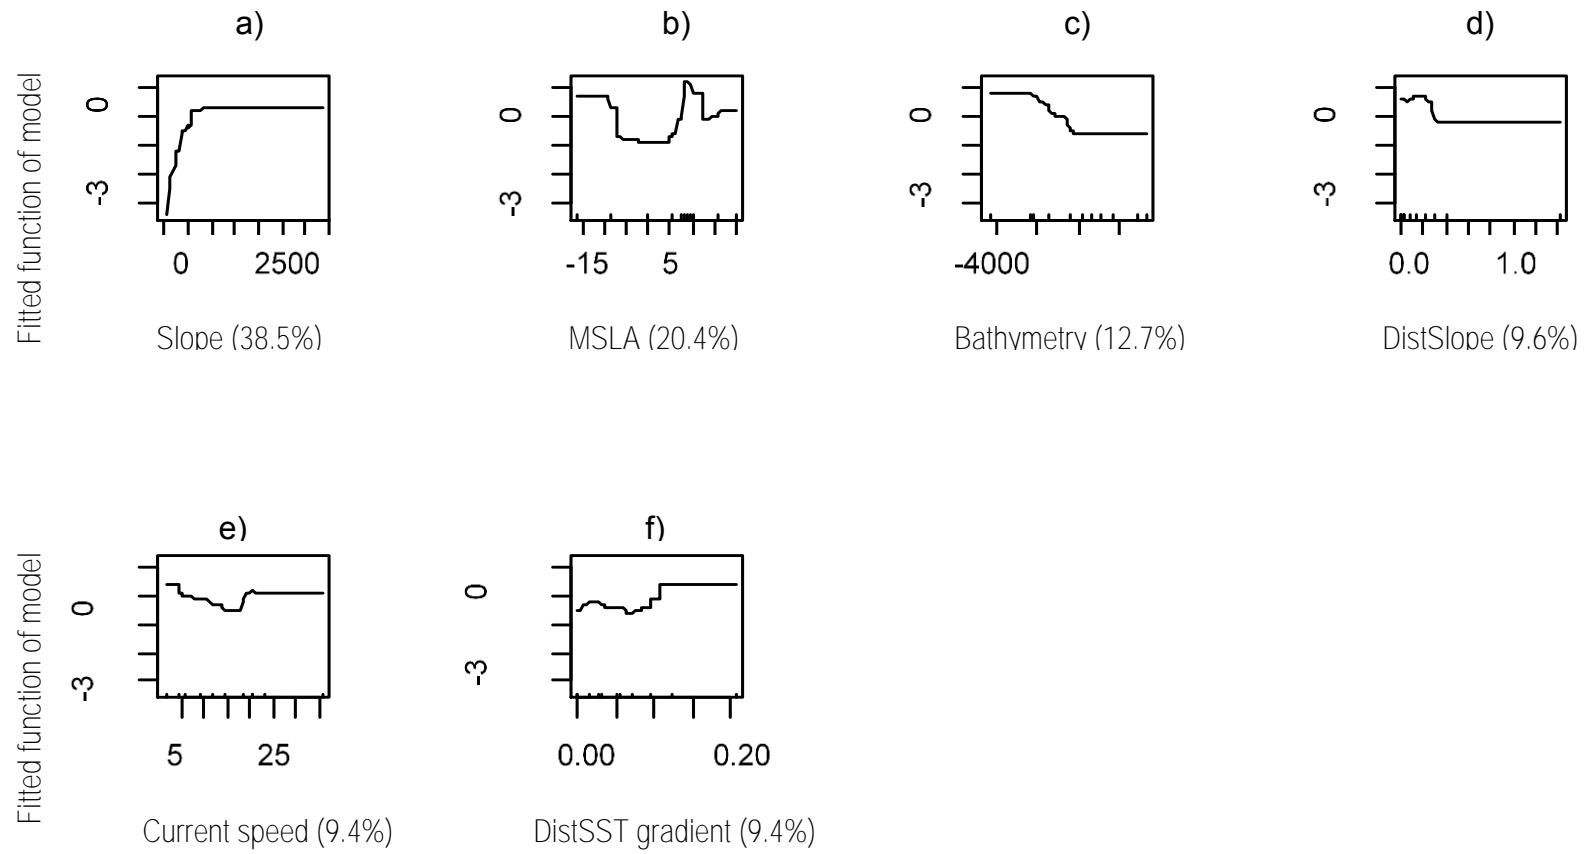 a)
b)
c)
d)
Fitted function of model
0
-3
0
-3
0
-3
0
-3
0 2500
-15 5
-4000
0.0 1.0
Slope (38.5%)
MSLA (20.4%)
Bathymetry (12.7%)
DistSlope (9.6%)
e)
f)
Fitted function of model
0
-3
0
-3
5 25
0.00 0.20
Current speed (9.4%)
DistSST gradient (9.4%)